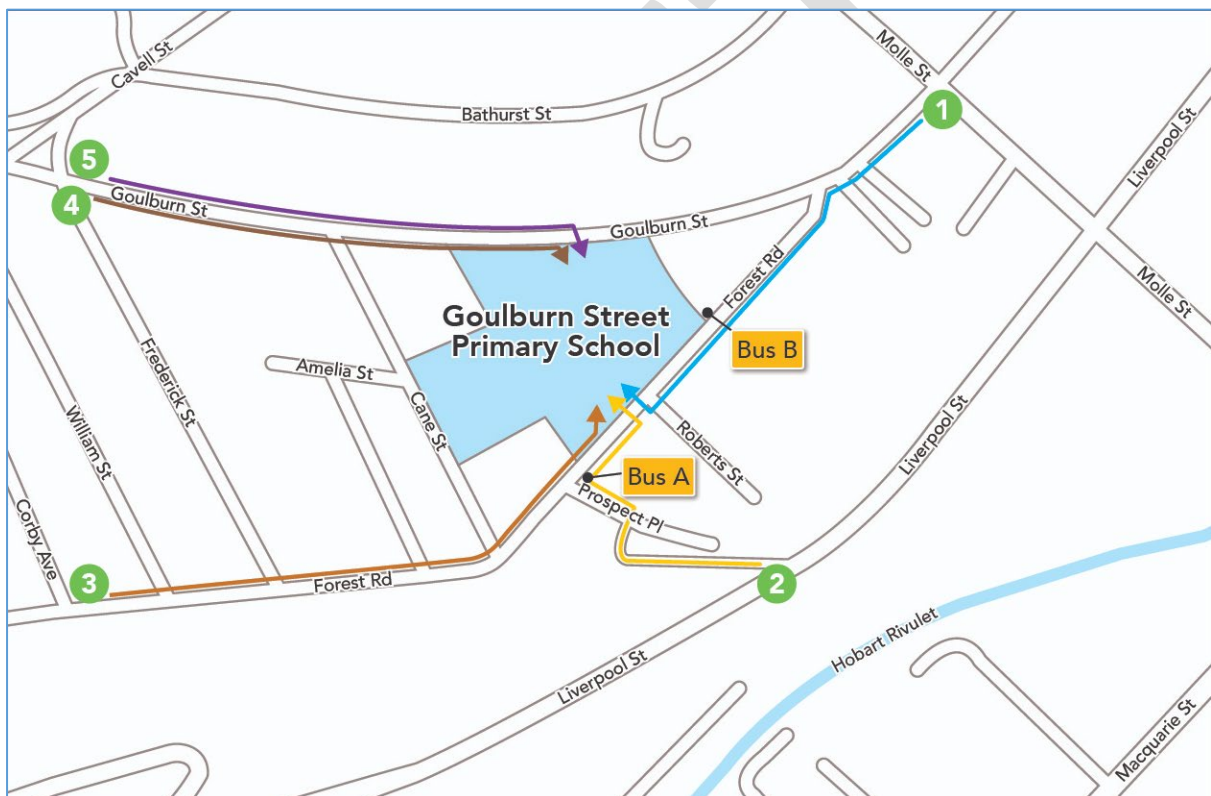 Cavell St
Bathurst St
Molle St
1
Liverpool St
5
4
Goulburn St
Goulburn St
Forest Rd
Molle St
Goulburn Street
Primary School
Bus B
Amelia St
Frederick St
Cane St
William St
Roberts St
Liverpool St
Bus A
Prospect Pl
Corby Ave
3
Forest Rd
2
Hobart Rivulet
Liverpool St
Macquarie St